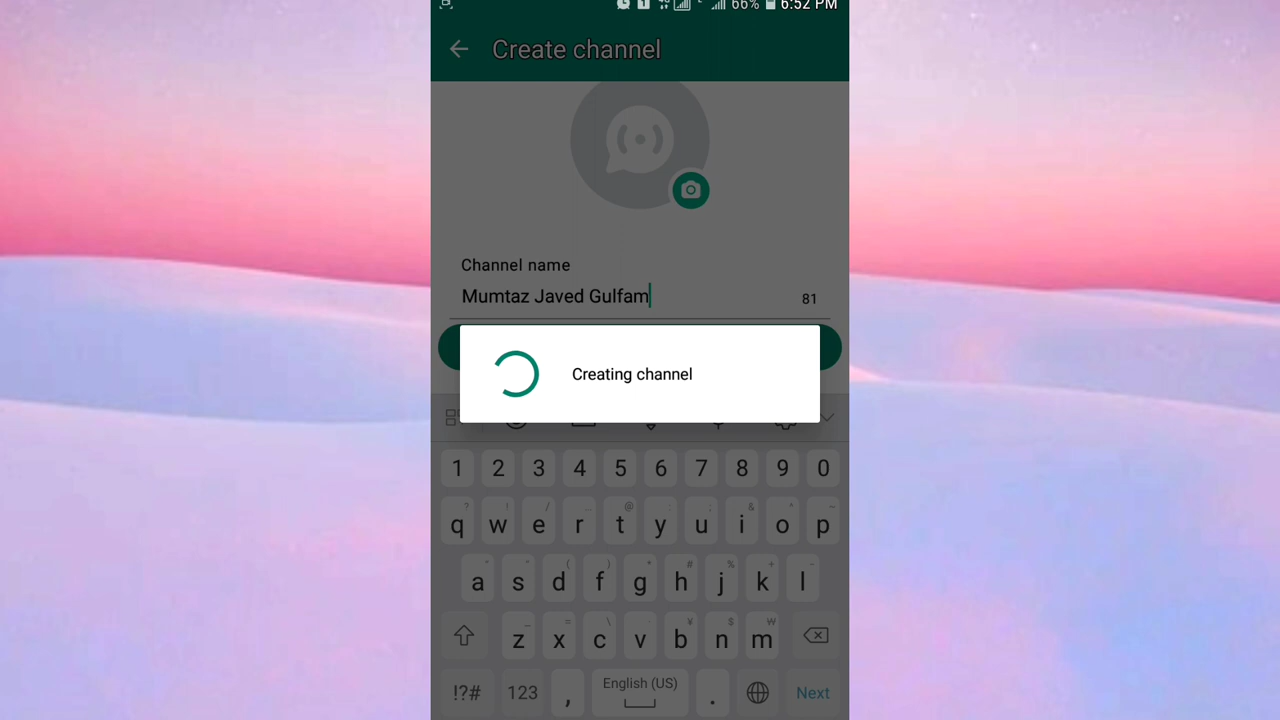 66% 6:52 PM
Create channel
Channel name
Mumtaz Javed Gulfam
81
Creating channel
1 2 3 4 5 6 7 8 9 0
q w e r t y u i o p
a s d f g h j k l
z x c v b n m
!?# 123 , English (US) . Next